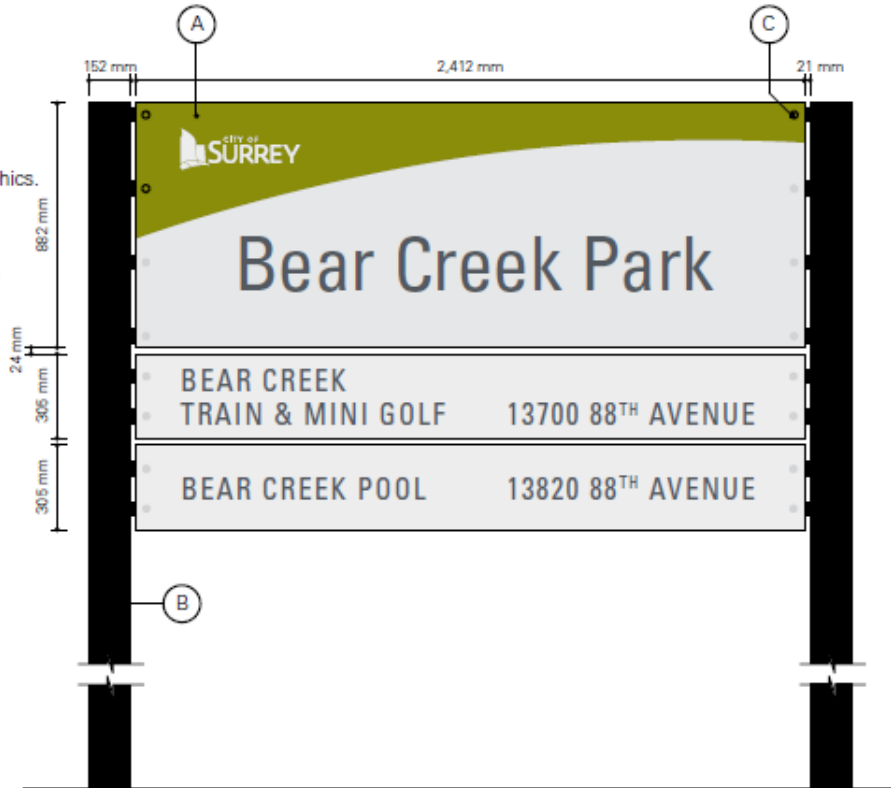 A
C
152 mm
2,412 mm
21 mm
CITY OF
SURREY
hics.
882 mm
Bear Creek Park
24 mm
305 mm
BEAR CREEK
TRAIN & MINI GOLF 13700 88TH AVENUE
305 mm
BEAR CREEK POOL 13820 88TH AVENUE
B